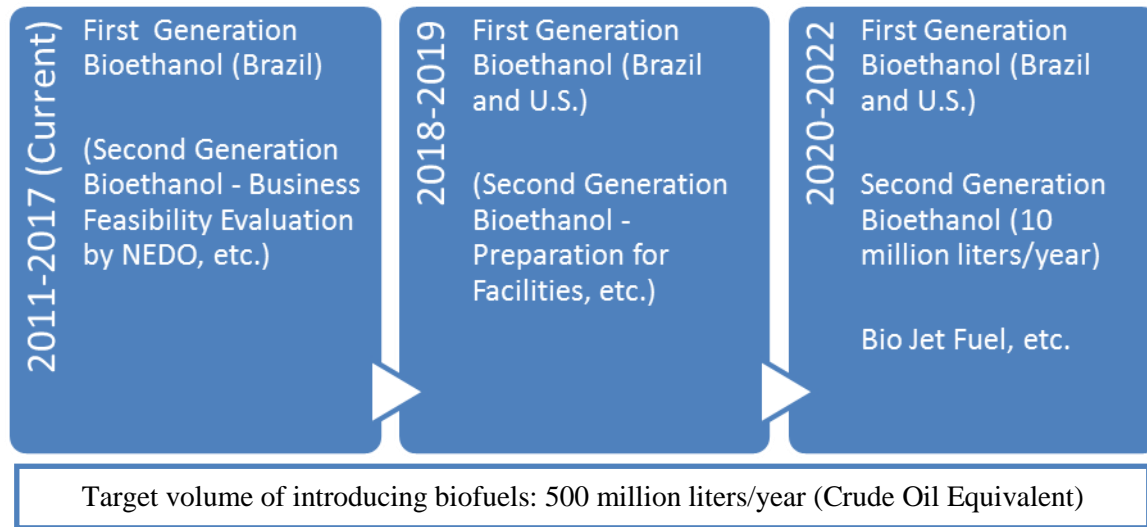 2011-2017 (Current)
First Generation
Bioethanol (Brazil)
(Second Generation
Bioethanol - Business
Feasibility Evaluation
by NEDO, etc.)
2018-2019
First Generation
Bioethanol (Brazil
and U.S.)
(Second Generation
Bioethanol -
Preparation for
Facilities, etc.)
2020-2022
First Generation
Bioethanol (Brazil
and U.S.)
Second Generation
Bioethanol (10
million liters/year)
Bio Jet Fuel, etc.
Target volume of introducing biofuels: 500 million liters/year (Crude Oil Equivalent)